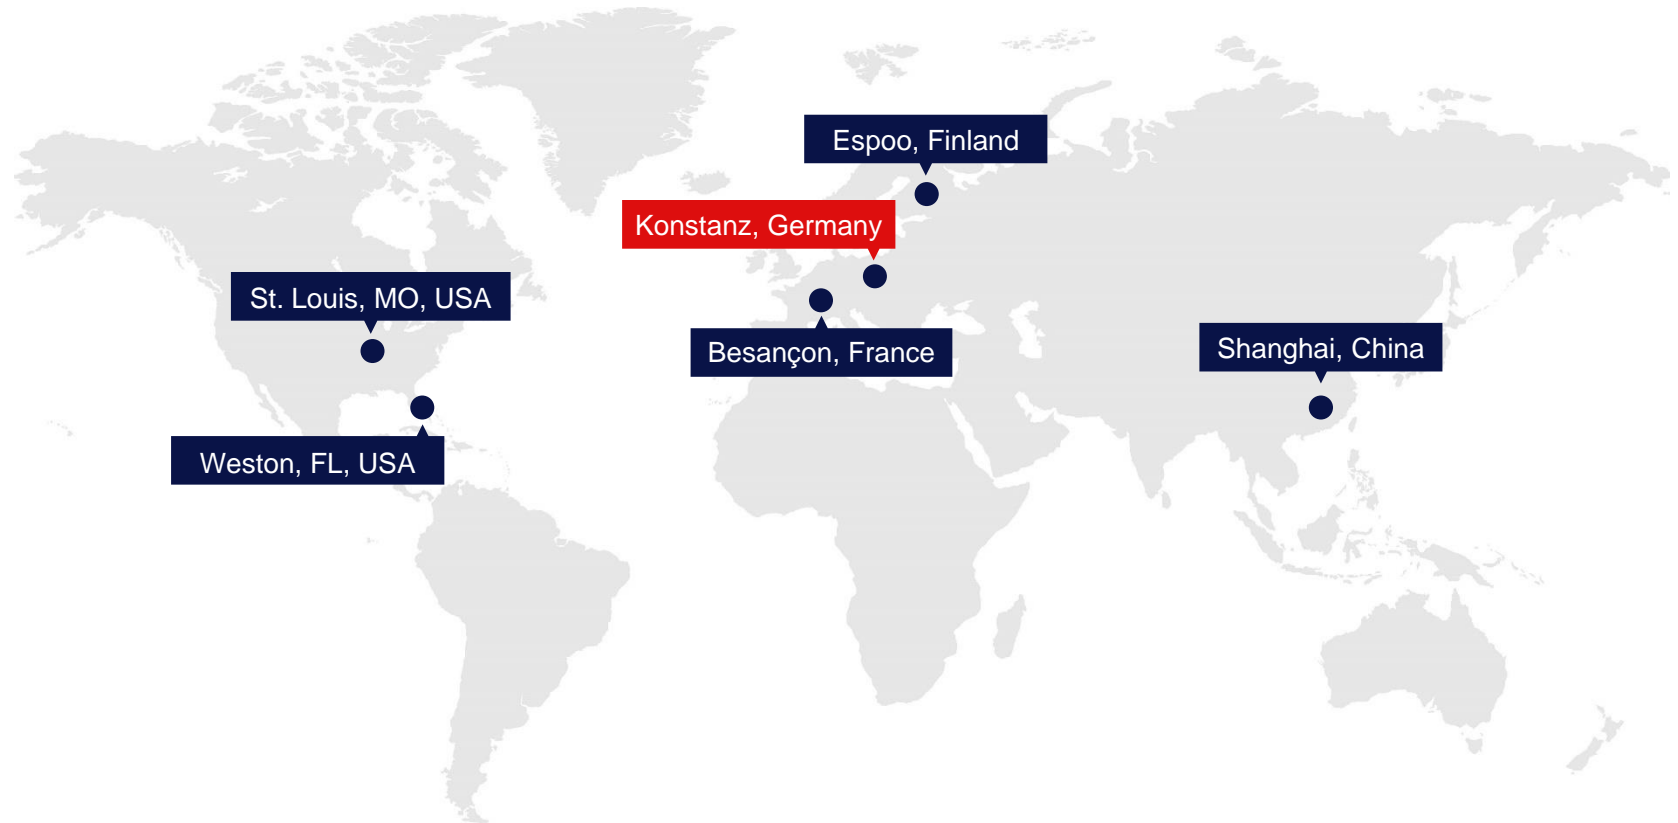 Espoo, Finland
Konstanz, Germany
St. Louis, MO, USA
Besançon, France
Shanghai, China
Weston, FL, USA